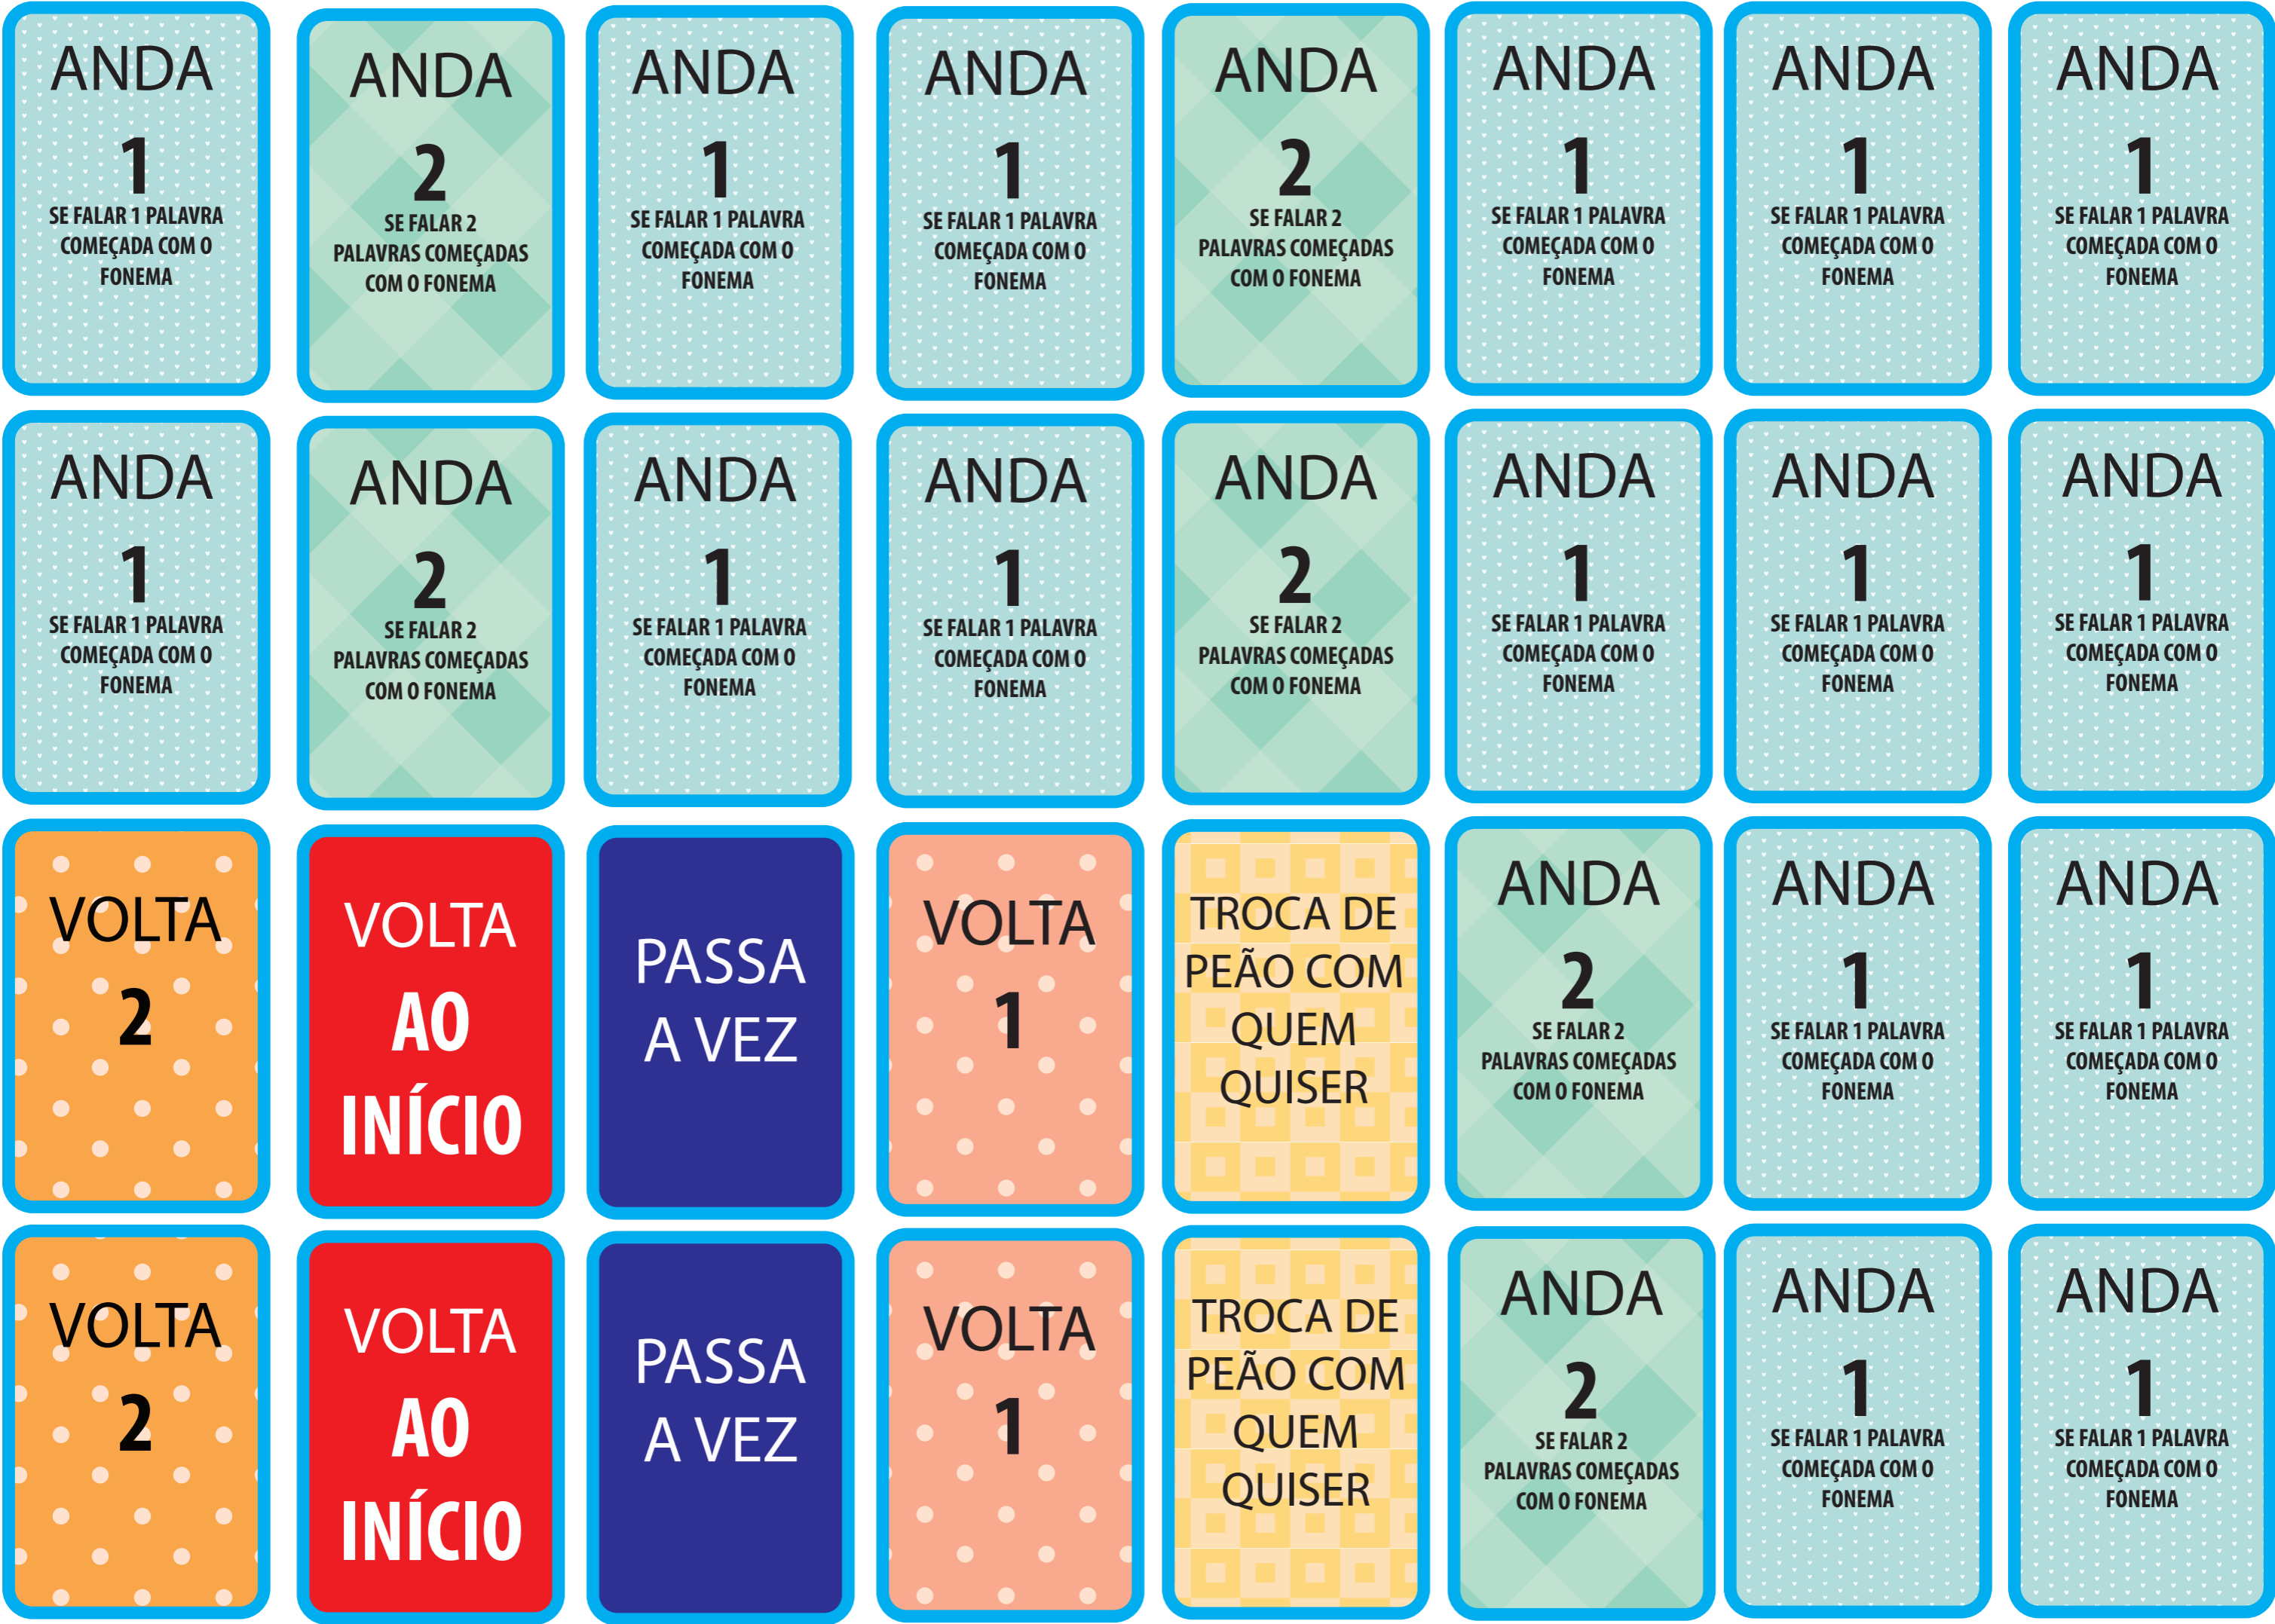 ANDA
1
SE FALAR 1 PALAVRA
COMEÇADA COM O
FONEMA
ANDA
2
SE FALAR 2
PALAVRAS COMEÇADAS
COM O FONEMA
ANDA
1
SE FALAR 1 PALAVRA
COMEÇADA COM O
FONEMA
ANDA
1
SE FALAR 1 PALAVRA
COMEÇADA COM O
FONEMA
ANDA
2
SE FALAR 2
PALAVRAS COMEÇADAS
COM O FONEMA
ANDA
1
SE FALAR 1 PALAVRA
COMEÇADA COM O
FONEMA
ANDA
1
SE FALAR 1 PALAVRA
COMEÇADA COM O
FONEMA
ANDA
1
SE FALAR 1 PALAVRA
COMEÇADA COM O
FONEMA
ANDA
1
SE FALAR 1 PALAVRA
COMEÇADA COM O
FONEMA
ANDA
2
SE FALAR 2
PALAVRAS COMEÇADAS
COM O FONEMA
ANDA
1
SE FALAR 1 PALAVRA
COMEÇADA COM O
FONEMA
ANDA
1
SE FALAR 1 PALAVRA
COMEÇADA COM O
FONEMA
ANDA
2
SE FALAR 2
PALAVRAS COMEÇADAS
COM O FONEMA
ANDA
1
SE FALAR 1 PALAVRA
COMEÇADA COM O
FONEMA
ANDA
1
SE FALAR 1 PALAVRA
COMEÇADA COM O
FONEMA
ANDA
1
SE FALAR 1 PALAVRA
COMEÇADA COM O
FONEMA
VOLTA
2
VOLTA
AO
INÍCIO
PASSA
A VEZ
VOLTA
1
TROCA DE
PEÃO COM
QUEM
QUISER
ANDA
2
SE FALAR 2
PALAVRAS COMEÇADAS
COM O FONEMA
ANDA
1
SE FALAR 1 PALAVRA
COMEÇADA COM O
FONEMA
ANDA
1
SE FALAR 1 PALAVRA
COMEÇADA COM O
FONEMA
VOLTA
2
VOLTA
AO
INÍCIO
PASSA
A VEZ
VOLTA
1
TROCA DE
PEÃO COM
QUEM
QUISER
ANDA
2
SE FALAR 2
PALAVRAS COMEÇADAS
COM O FONEMA
ANDA
1
SE FALAR 1 PALAVRA
COMEÇADA COM O
FONEMA
ANDA
1
SE FALAR 1 PALAVRA
COMEÇADA COM O
FONEMA